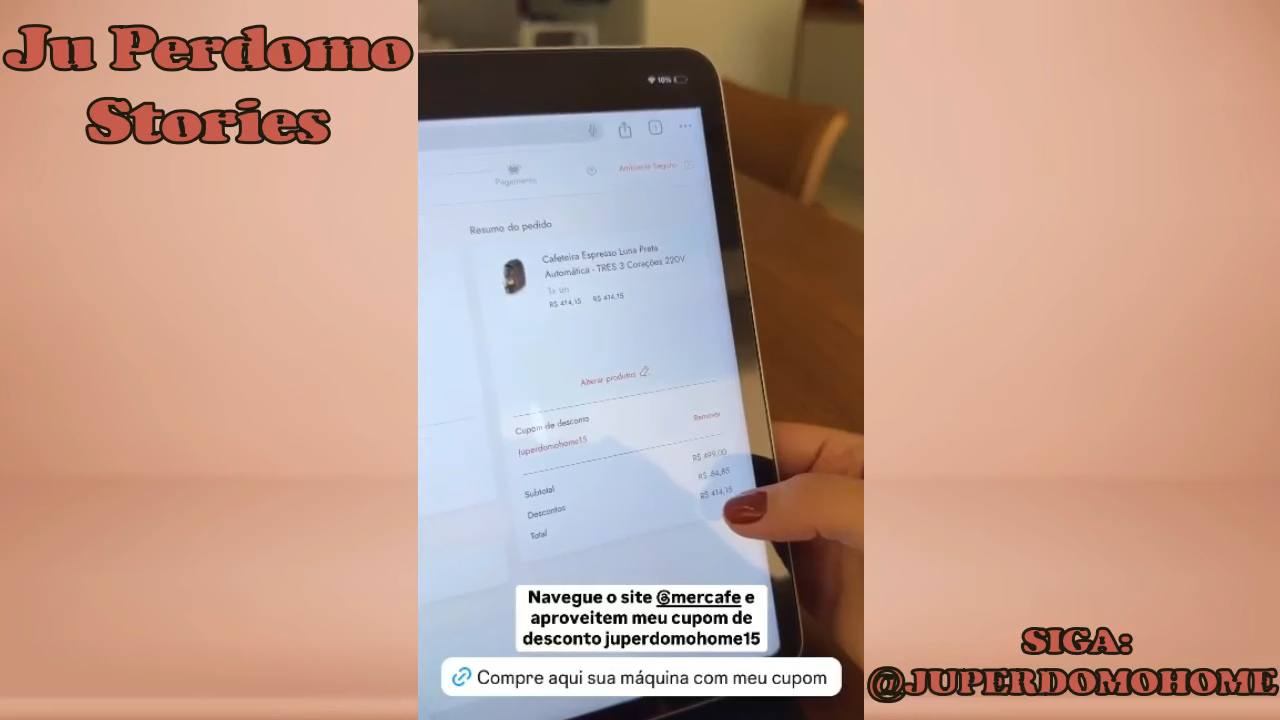 Ju Perdomo
Stories
10%
Pagamento
Ambiente Seguro
Resumo do pedido
Cafeteira Espresso Luna Preta
Automática - TRES 3 Corações 220V
1x un
R$ 414,15 R$ 414,15
Alterar produtos
Cupom de desconto
Remover
juperdomohome15
Subtotal R$ 499,00
Descontos R$ -84,85
Total R$ 414,15
Navegue o site @mercafe e
aproveitem meu cupom de
desconto juperdomohome15
Compre aqui sua máquina com meu cupom
SIGA:
@JUPERDOMOHOME